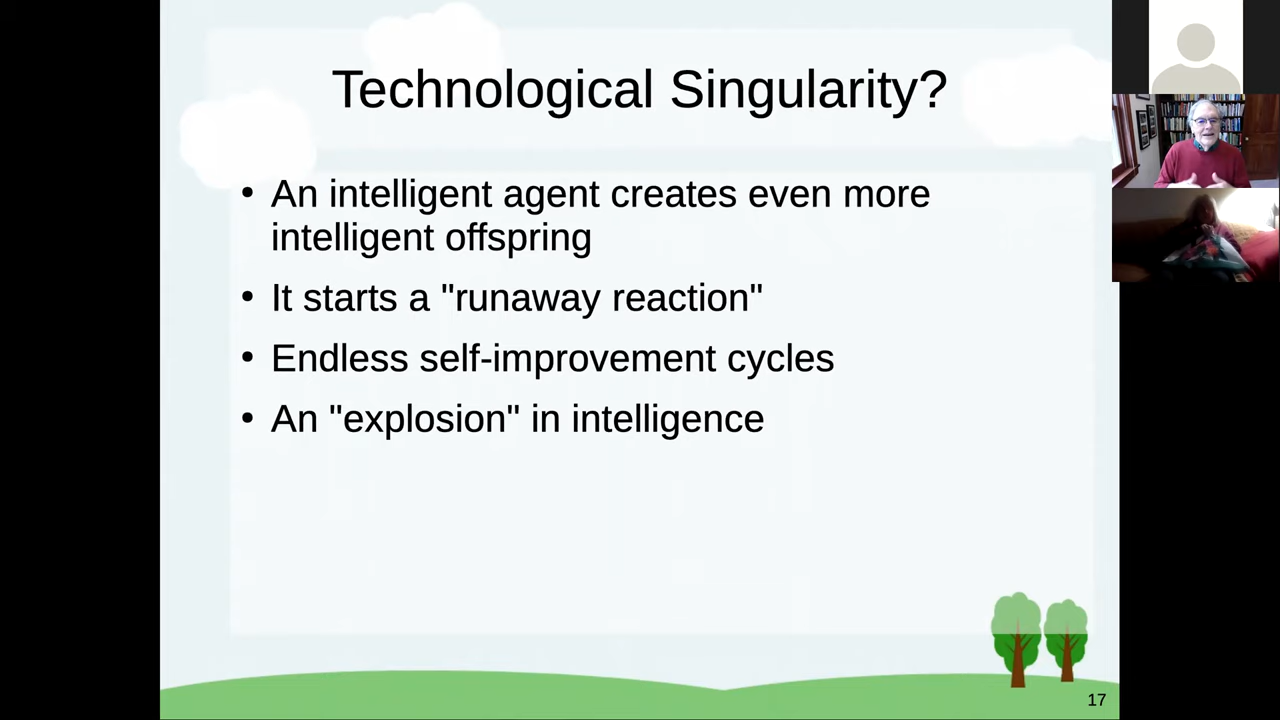 Technological Singularity?
• An intelligent agent creates even more
intelligent offspring
• It starts a "runaway reaction"
• Endless self-improvement cycles
• An "explosion" in intelligence
17